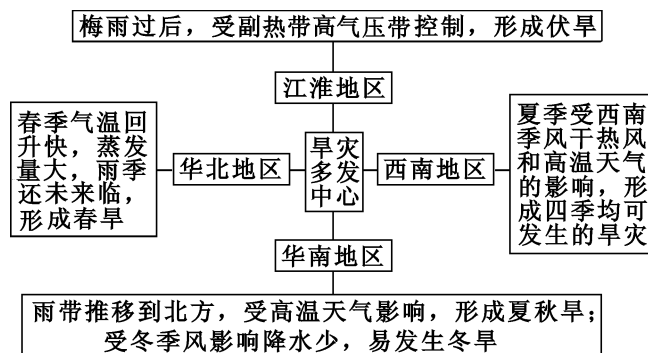 梅雨过后，受副热带高气压带控制，形成伏旱
江淮地区
春季气温回
升快，蒸发
量大，雨季
还未来临，
形成春旱
华北地区
旱灾
多发
中心
西南地区
夏季受西南
季风干热风
和高温天气
的影响，形
成四季均可
发生的旱灾
华南地区
雨带推移到北方，受高温天气影响，形成夏秋旱；
受冬季风影响降水少，易发生冬旱